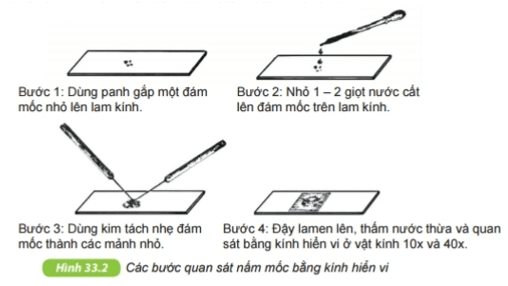 Bước 1: Dùng panh gắp một đám
mốc nhỏ lên lam kính.
Bước 2: Nhỏ 1 – 2 giọt nước cất
lên đám mốc trên lam kính.
Bước 3: Dùng kim tách nhẹ đám
mốc thành các mảnh nhỏ.
Bước 4: Đậy lamen lên, thấm nước thừa và quan
sát bằng kính hiển vi ở vật kính 10x và 40x.
Hình 33.2 Các bước quan sát nấm mốc bằng kính hiển vi